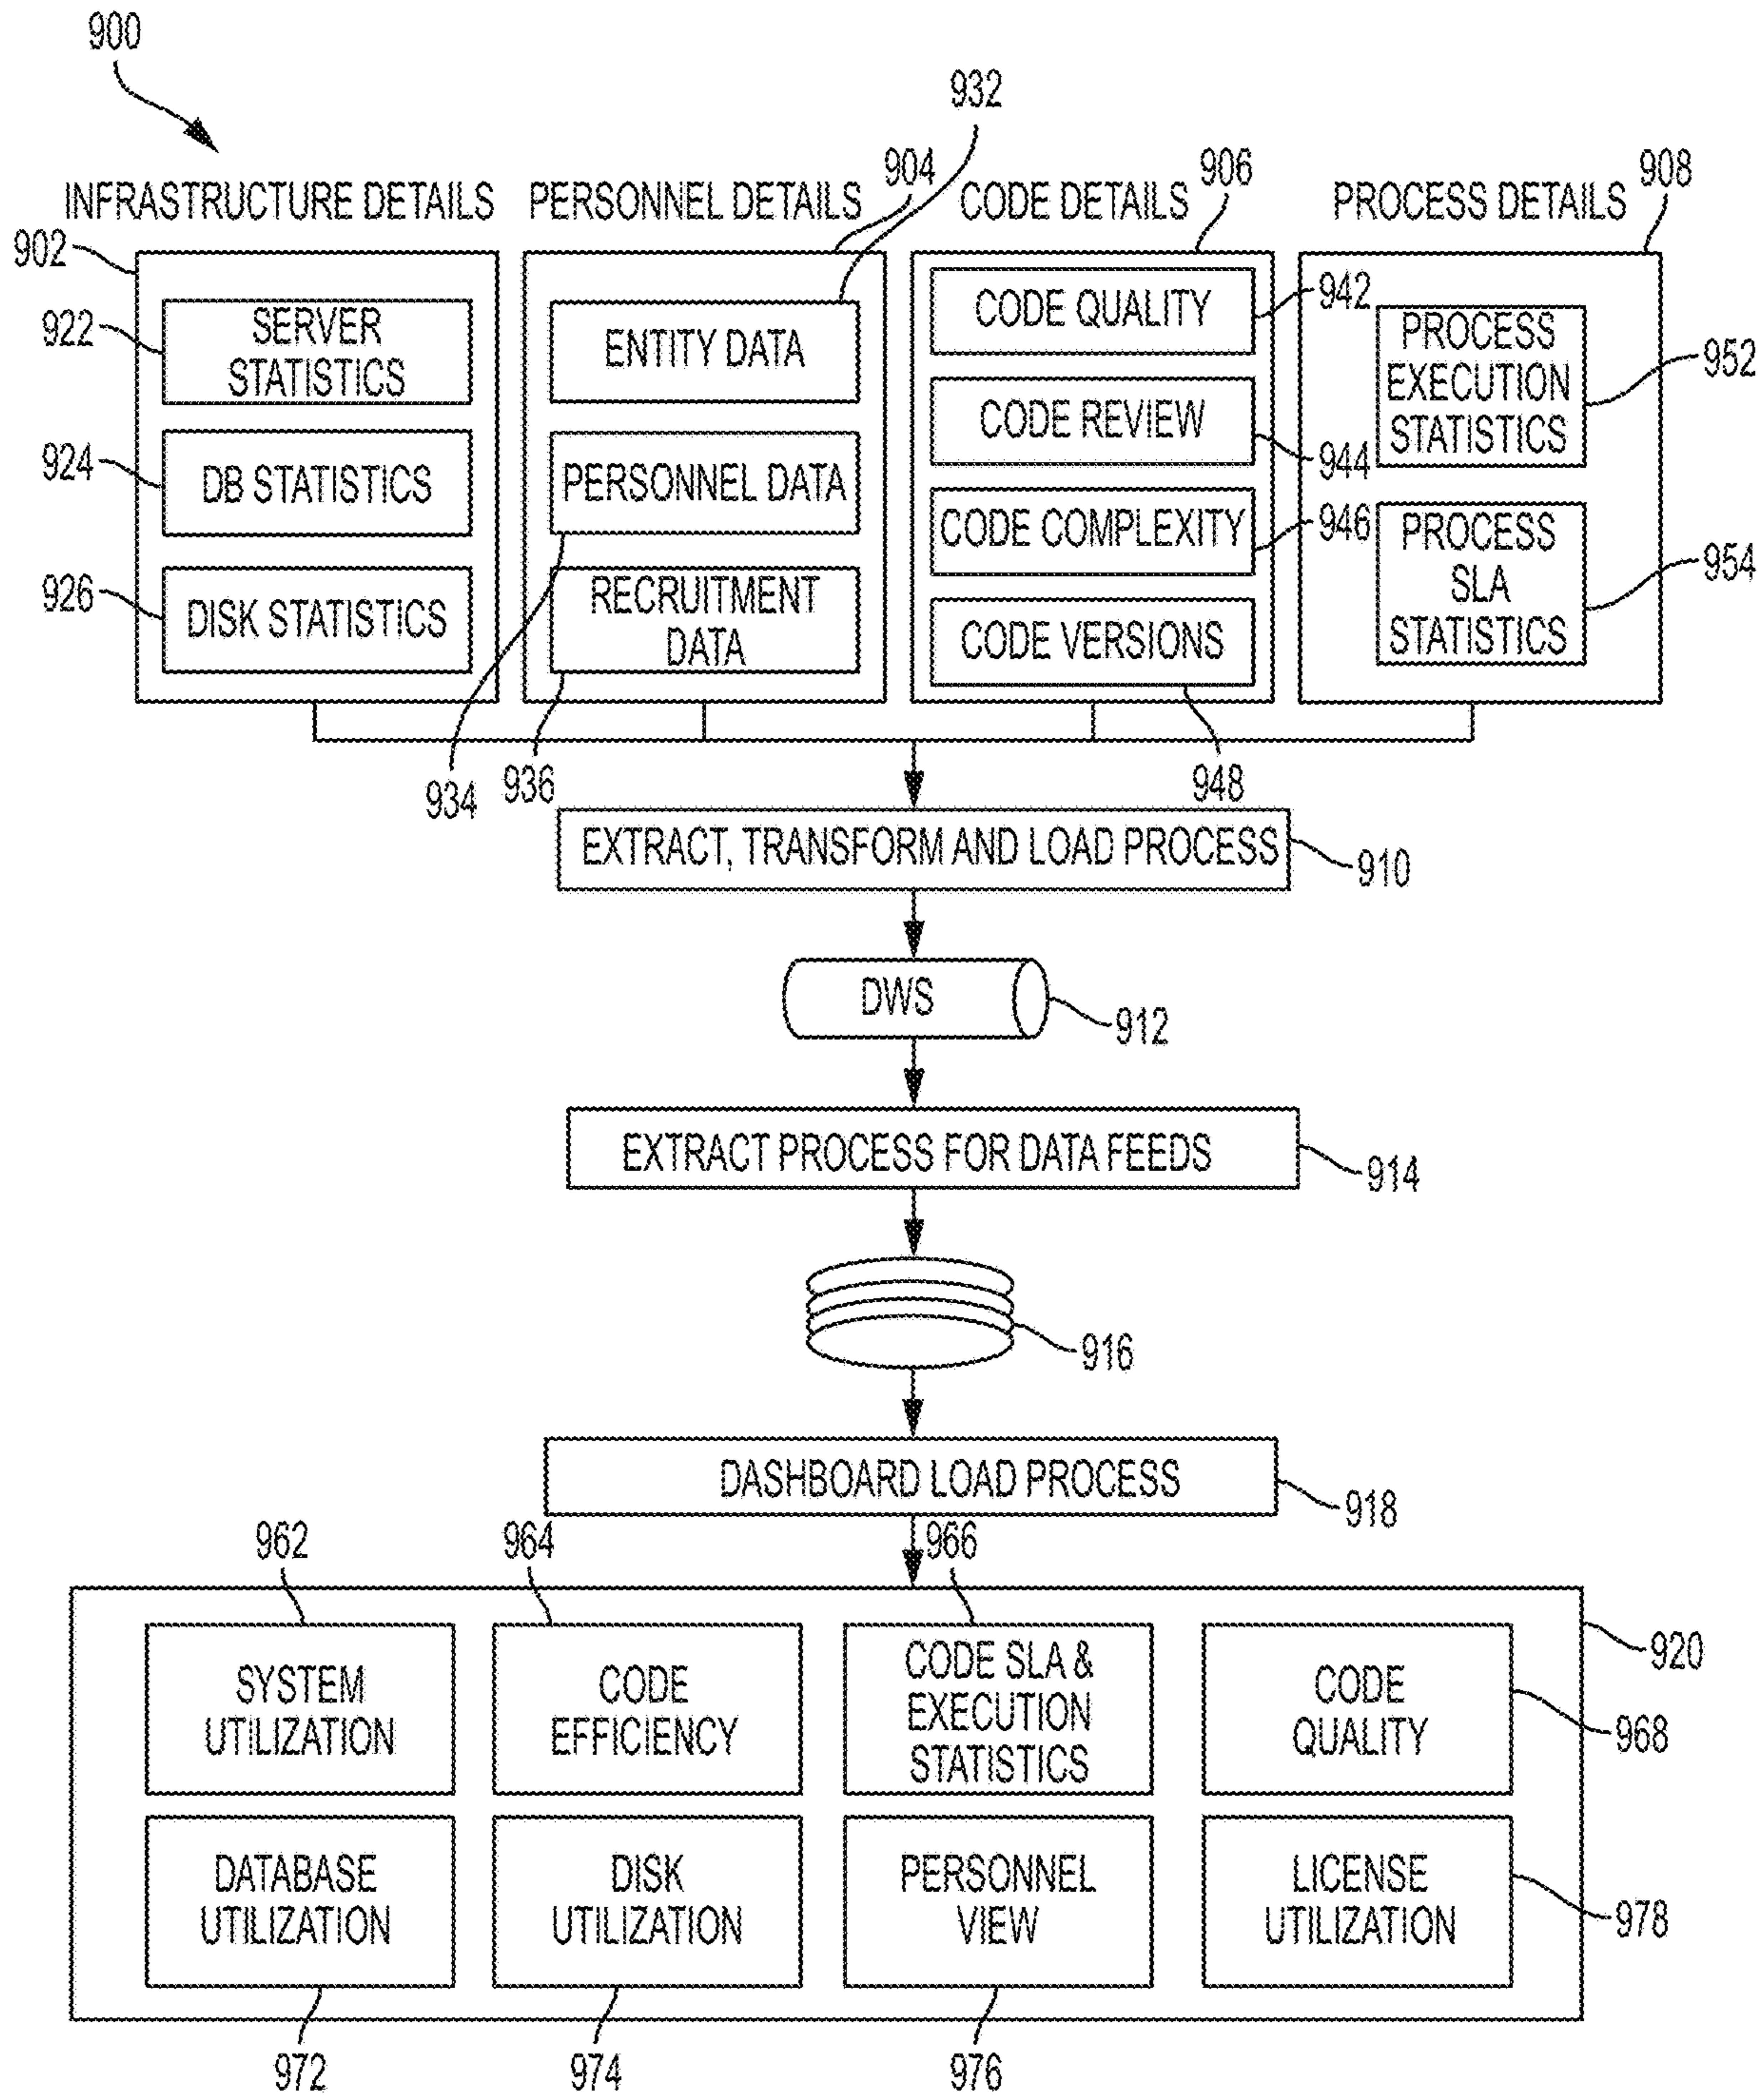 900
932
904
906
908
INFRASTRUCTURE DETAILS
PERSONNEL DETAILS
CODE DETAILS
PROCESS DETAILS
902
922
SERVER
STATISTICS
924
DB STATISTICS
926
DISK STATISTICS
ENTITY DATA
PERSONNEL DATA
RECRUITMENT
DATA
934
936
CODE QUALITY
942
CODE REVIEW
944
CODE COMPLEXITY
946
CODE VERSIONS
948
PROCESS
EXECUTION
STATISTICS
952
PROCESS
SLA
STATISTICS
954
EXTRACT, TRANSFORM AND LOAD PROCESS
910
DWS
912
EXTRACT PROCESS FOR DATA FEEDS
914
916
DASHBOARD LOAD PROCESS
918
962
964
966
920
SYSTEM
UTILIZATION
CODE
EFFICIENCY
CODE SLA &
EXECUTION
STATISTICS
CODE
QUALITY
968
DATABASE
UTILIZATION
DISK
UTILIZATION
PERSONNEL
VIEW
LICENSE
UTILIZATION
978
972
974
976